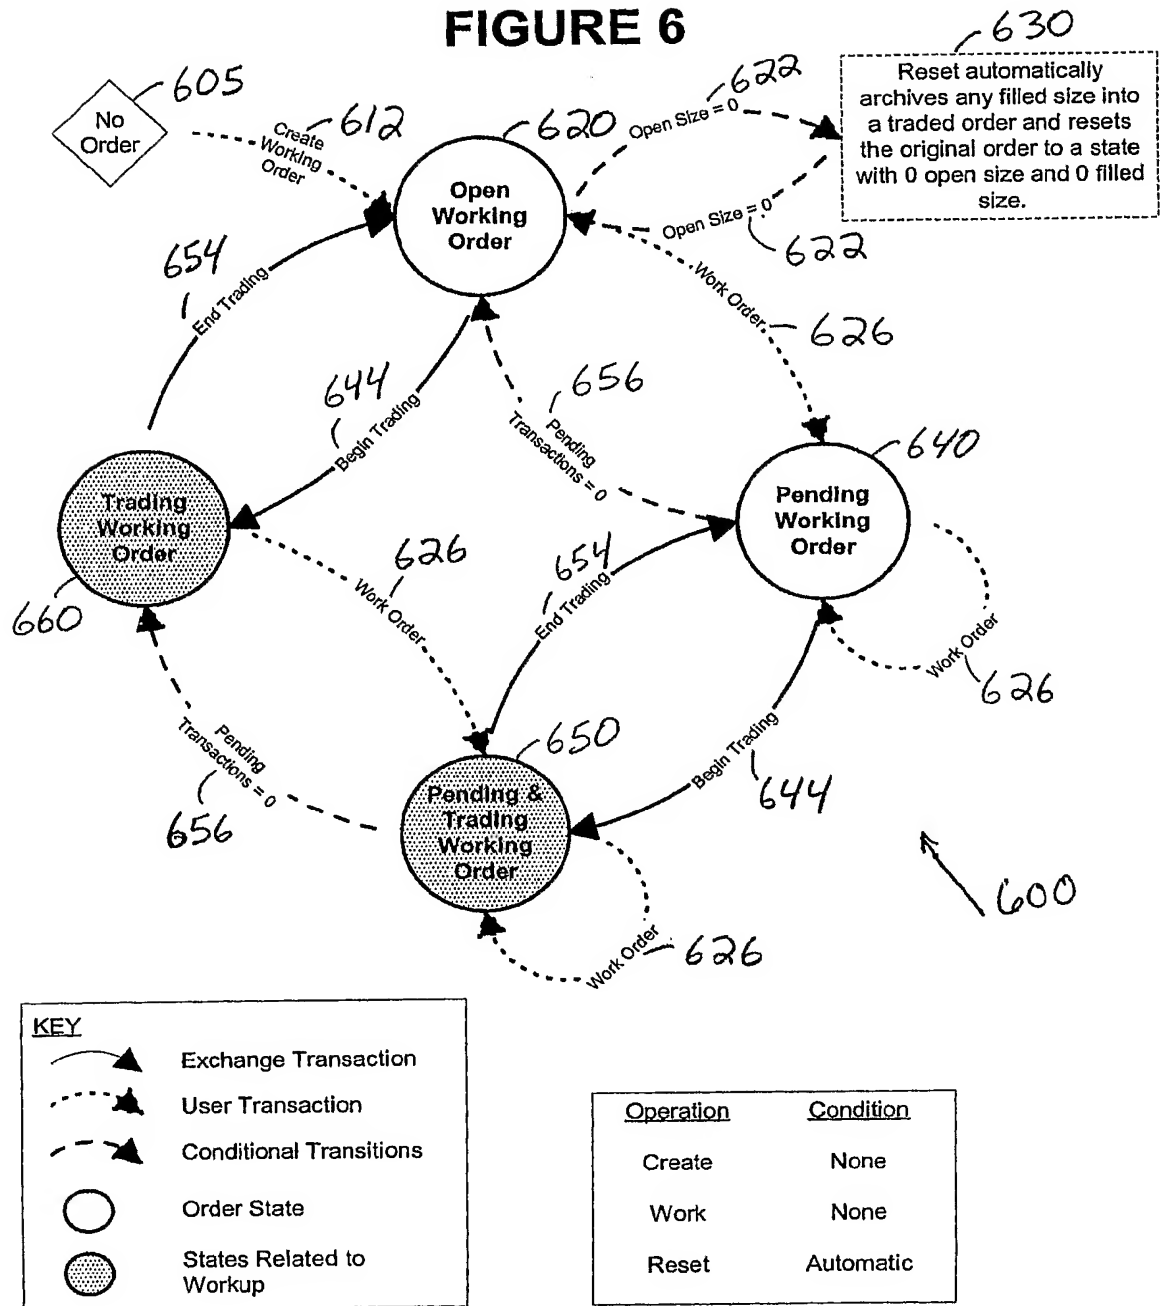 FIGURE 6
630
605
No
Order
612
Create
Working
Order
620
Open
Working
Order
622
Open Size = 0
Reset automatically
archives any filled size into
a traded order and resets
the original order to a state
with 0 open size and 0 filled
size.
Open Size = 0
622
654
End Trading
Work Order
626
644
Begin Trading
656
Pending
Transactions = 0
640
Pending
Working
Order
Trading
Working
Order
660
626
Work Order
654
End Trading
Work Order
626
Pending
Transactions = 0
656
650
Pending &
Trading
Working
Order
Begin Trading
644
600
Work Order
626
KEY
Exchange Transaction
User Transaction
Conditional Transitions
Order State
States Related to
Workup
Operation Condition
Create None
Work None
Reset Automatic